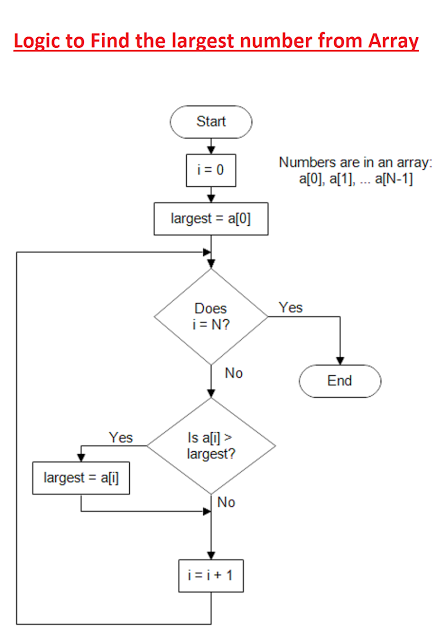 Logic to Find the largest number from Array
Start
i = 0
Numbers are in an array:
a[0], a[1], ... a[N-1]
largest = a[0]
Does
i = N?
Yes
End
No
Is a[i] >
largest?
Yes
largest = a[i]
No
i = i + 1